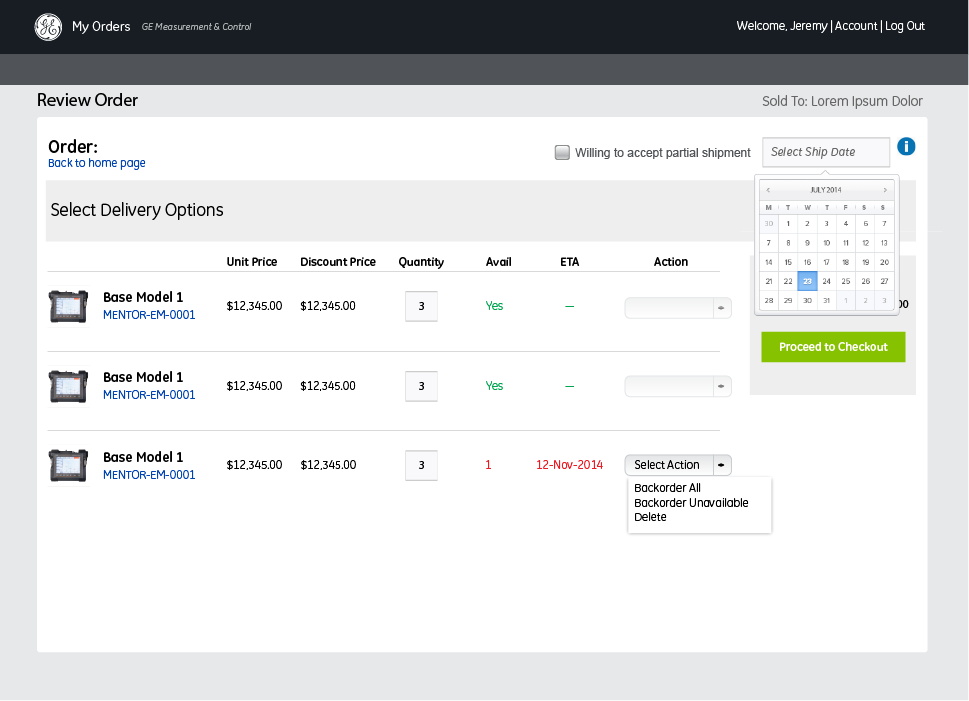 My Orders GE Measurement & Control Welcome, Jeremy | Account | Log Out
Review Order Sold To: Lorem Ipsum Dolor
Order:
Back to home page
Willing to accept partial shipment Select Ship Date
Select Delivery Options
‹ JULY 2014 ›
M T W T F S S
30 1 2 3 4 6 7
7 8 9 10 11 12 13
14 15 16 17 18 19 20
21 22 23 24 25 26 27
28 29 30 31 1 2 3
00
Proceed to Checkout
Unit Price Discount Price Quantity Avail ETA Action
Base Model 1
MENTOR-EM-0001
$12,345.00 $12,345.00 3 Yes —
Base Model 1
MENTOR-EM-0001
$12,345.00 $12,345.00 3 Yes —
Base Model 1
MENTOR-EM-0001
$12,345.00 $12,345.00 3 1 12-Nov-2014 Select Action
Backorder All
Backorder Unavailable
Delete